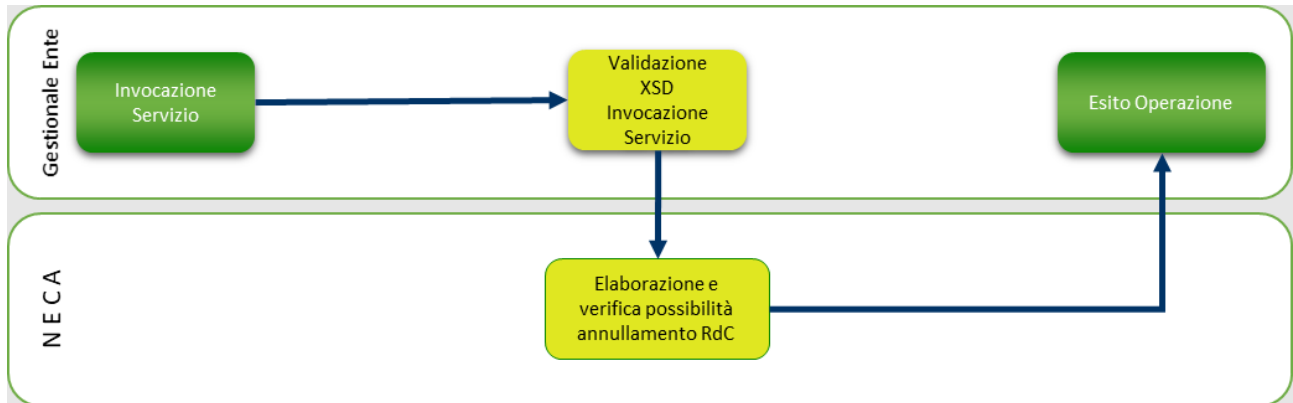 Gestionale Ente
Invocazione
Servizio
Validazione
XSD
Invocazione
Servizio
Esito Operazione
N E C A
Elaborazione e
verifica possibilità
annullamento RdC